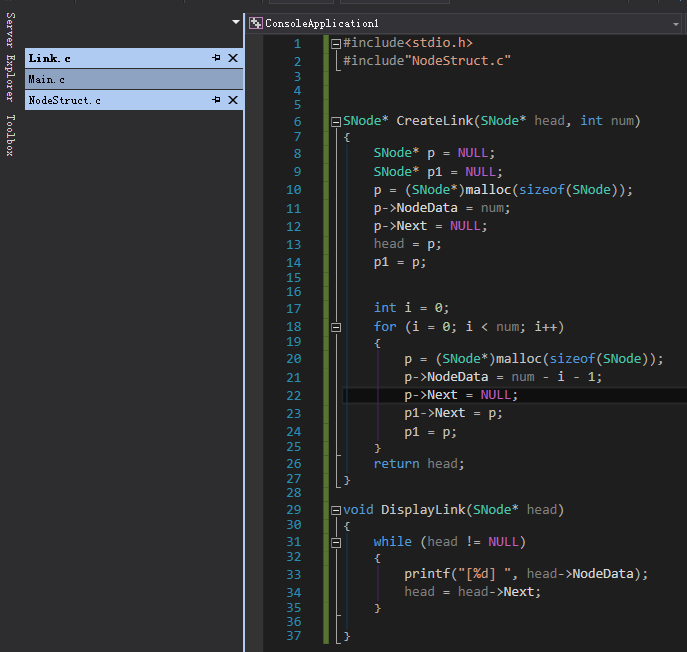 Server Explorer
Toolbox
Link.c
Main.c
NodeStruct.c
ConsoleApplication1
1 #include<stdio.h>
2 #include"NodeStruct.c"
3
4
5
6 SNode* CreateLink(SNode* head, int num)
7 {
8 SNode* p = NULL;
9 SNode* p1 = NULL;
10 p = (SNode*)malloc(sizeof(SNode));
11 p->NodeData = num;
12 p->Next = NULL;
13 head = p;
14 p1 = p;
15
16
17 int i = 0;
18 for (i = 0; i < num; i++)
19 {
20 p = (SNode*)malloc(sizeof(SNode));
21 p->NodeData = num - i - 1;
22 p->Next = NULL;
23 p1->Next = p;
24 p1 = p;
25 }
26 return head;
27 }
28
29 void DisplayLink(SNode* head)
30 {
31 while (head != NULL)
32 {
33 printf("[%d] ", head->NodeData);
34 head = head->Next;
35 }
36
37 }